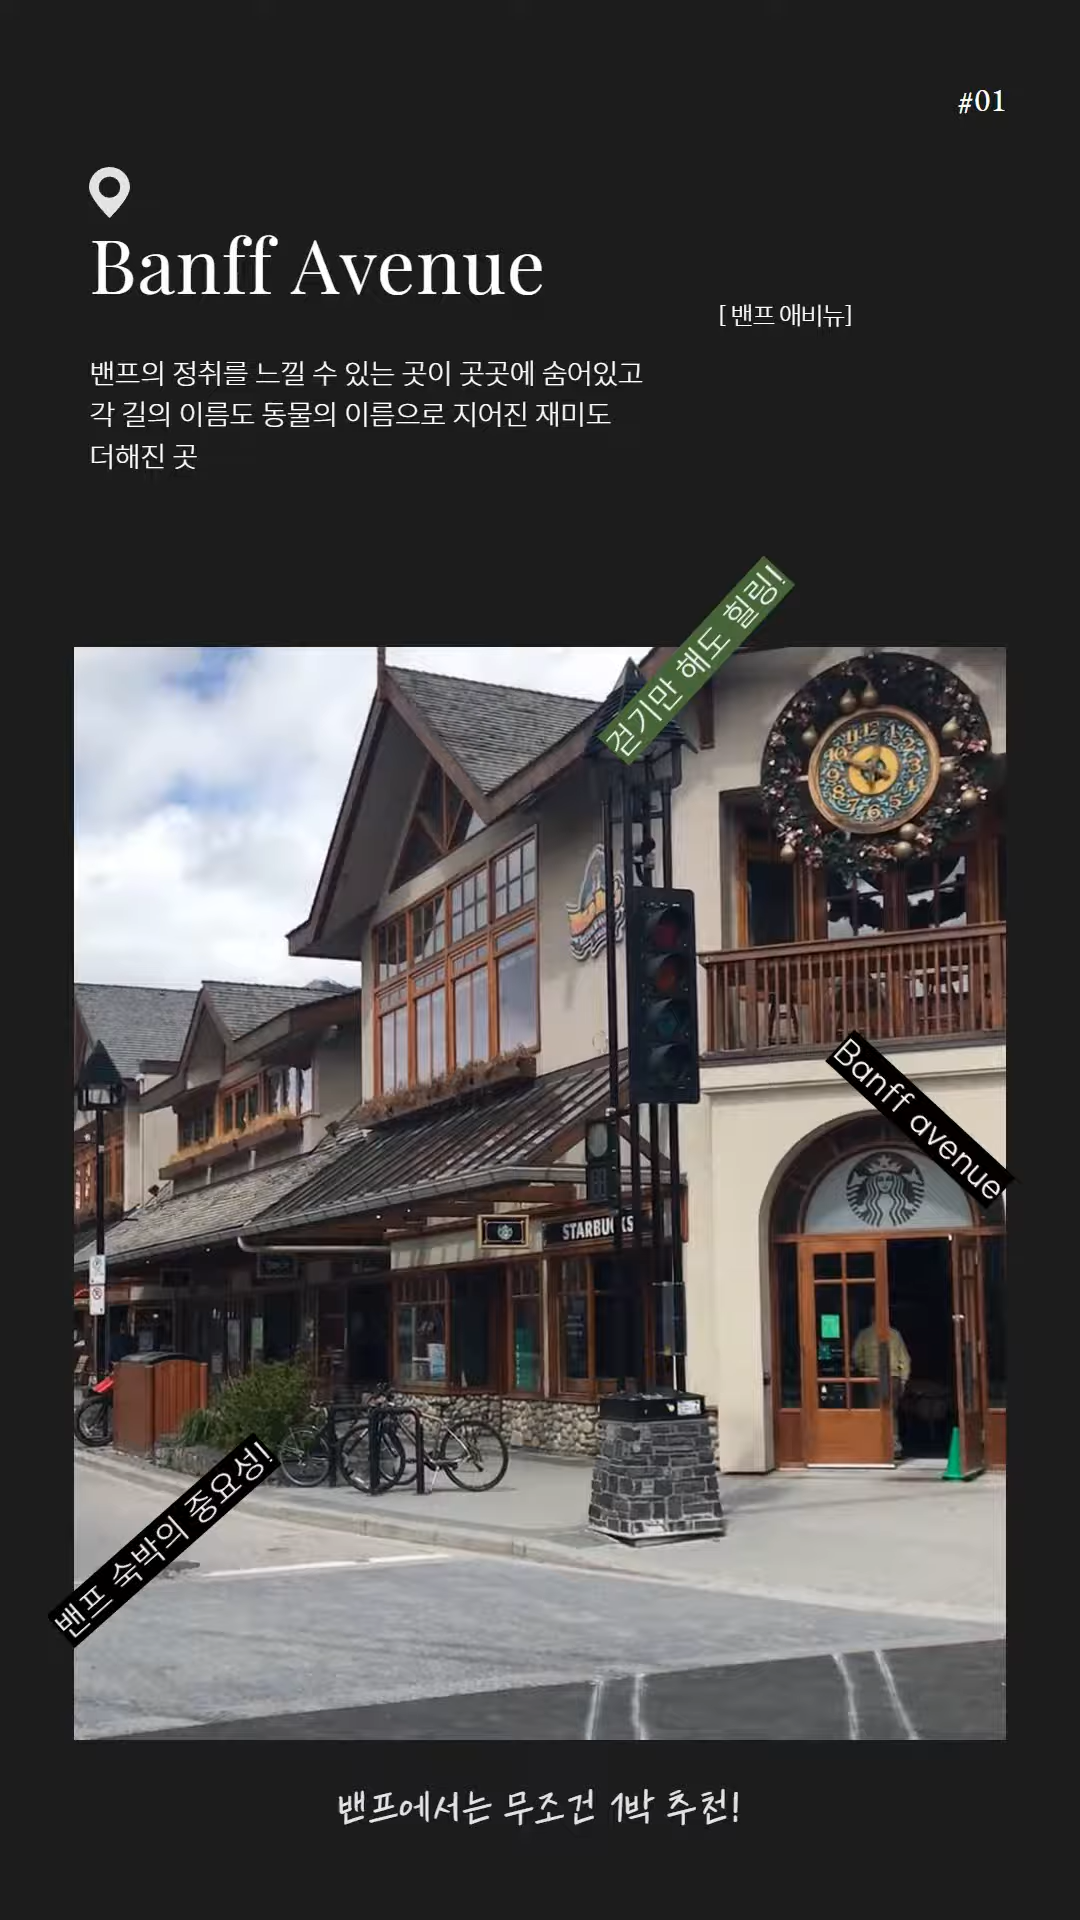 #01
Banff Avenue
[ 밴프 애비뉴]
밴프의 정취를 느낄 수 있는 곳이 곳곳에 숨어있고
각 길의 이름도 동물의 이름으로 지어진 재미도
더해진 곳
걷기만 해도 힐링!
Banff avenue
STARBUCKS
밴프 숙박의 중요성!
밴프에서는 무조건 1박 추천!